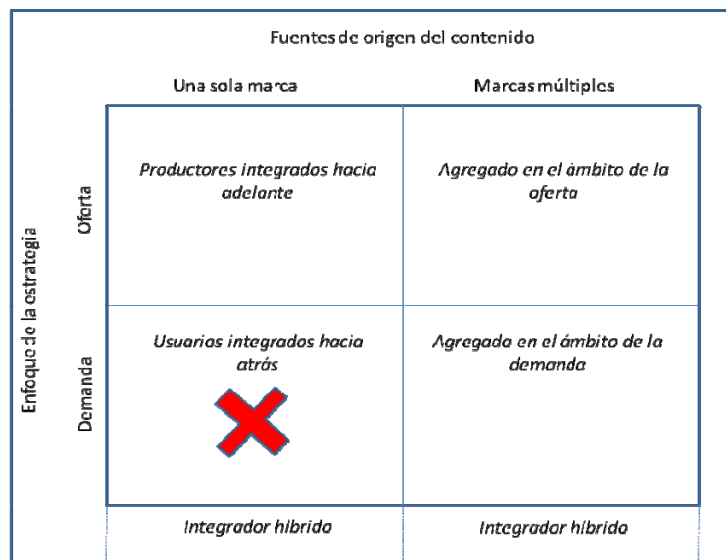 Fuentes de origen del contenido
Una sola marca
Marcas múltiples
Enfoque de la estrategia
Oferta
Productores integrados hacia
adelante
Agregado en el ámbito de la
oferta
Demanda
Usuarios integrados hacia
atrás
Agregado en el ámbito de la
demanda
Integrador híbrido
Integrador híbrido